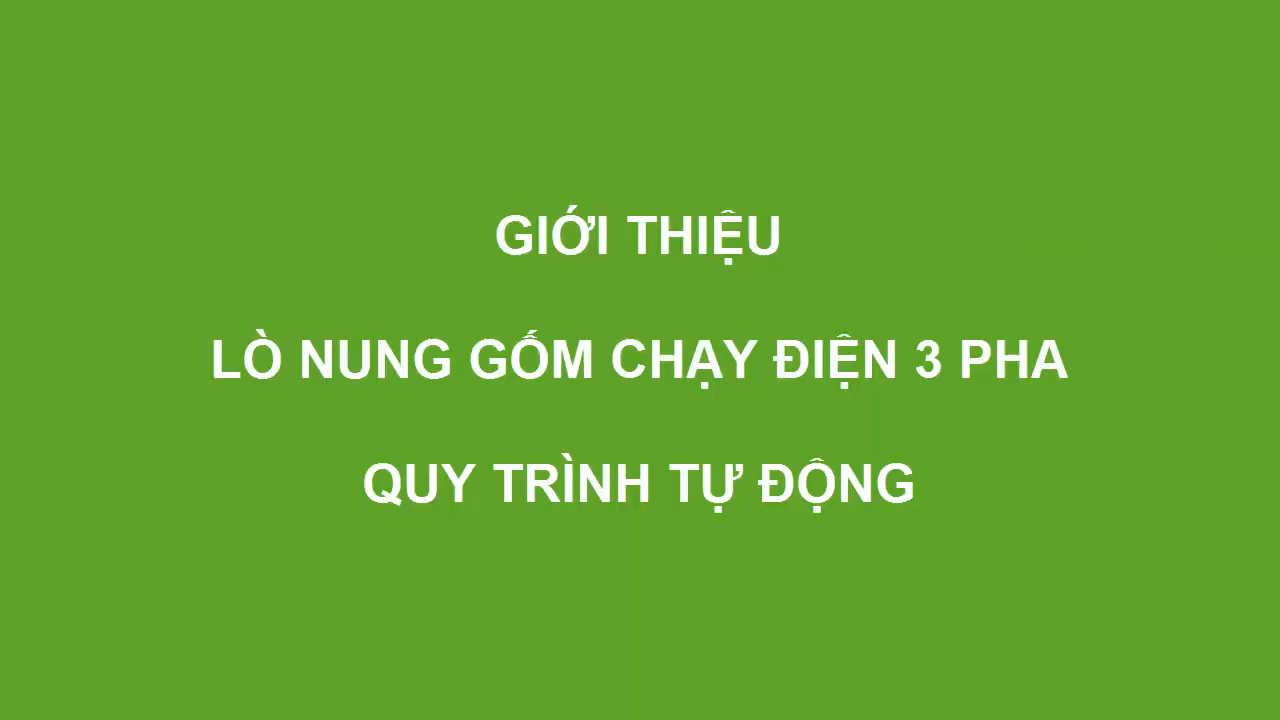 GIỚI THIỆU
LÒ NUNG GỐM CHẠY ĐIỆN 3 PHA
QUY TRÌNH TỰ ĐỘNG